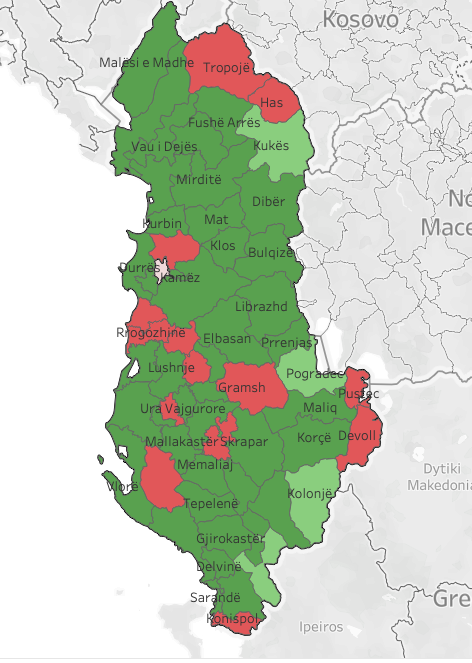 Kosovo
Malësi e Madhe
Tropojë
Has
Fushë Arrës
Vau i Dejës
Kukës
Mirditë
Dibër
Kurbin
Mat
Klos
Bulqizë
Durrës
Kamëz
Librazhd
Rrogozhinë
Elbasan
Prrenjas
Lushnje
Pogradec
Gramsh
Pustec
Ura Vajgurore
Maliq
Mallakastër
Skrapar
Korçë
Devoll
Memaliaj
Vlorë
Kolonjë
Tepelenë
Dytiki
Makedonia
Gjirokastër
Delvinë
Sarandë
Konispol
Ipeiros